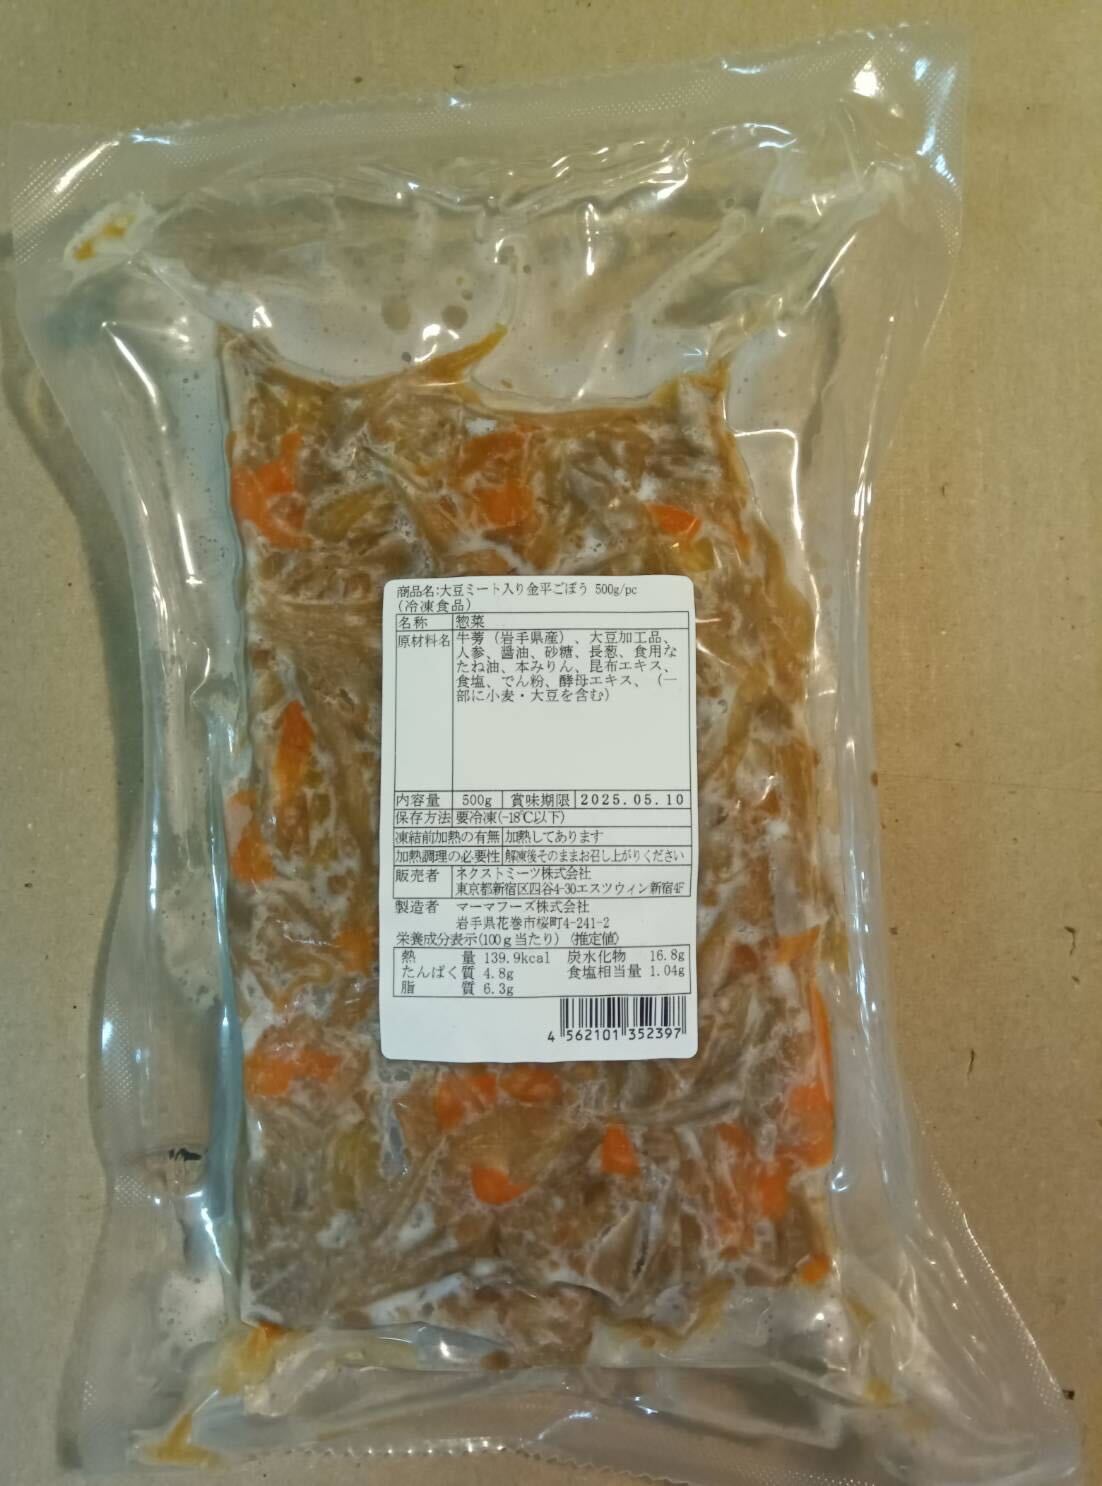 商品名:大豆ミート入り金平ごぼう 500g/pc
(冷凍食品)
名称 惣菜
原材料名 牛蒡(岩手県産)、大豆加工品、
人参、醤油、砂糖、長葱、食用な
たね油、本みりん、昆布エキス、
食塩、でん粉、酵母エキス、(一
部に小麦・大豆を含む)
内容量 500g 賞味期限 2025.05.10
保存方法 要冷凍(-18℃以下)
凍結前加熱の有無 加熱してあります
加熱調理の必要性 解凍後そのままお召し上がりください
販売者 ネクストミーツ株式会社
東京都新宿区四谷4-30エスツウィン新宿4F
製造者 マーマフーズ株式会社
岩手県花巻市桜町4-241-2
栄養成分表示(100g当たり)(推定値)
熱量 139.9kcal 炭水化物 16.8g
たんぱく質 4.8g 食塩相当量 1.04g
脂質 6.3g
4 562101 352397